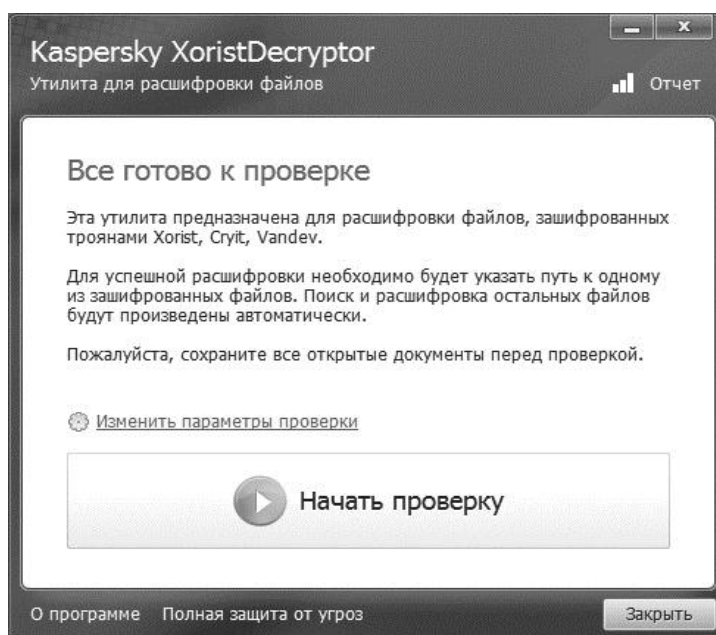 Kaspersky XoristDecryptor
Утилита для расшифровки файлов
Отчет
Все готово к проверке
Эта утилита предназначена для расшифровки файлов, зашифрованных
троянами Xorist, Cryit, Vandev.
Для успешной расшифровки необходимо будет указать путь к одному
из зашифрованных файлов. Поиск и расшифровка остальных файлов
будут произведены автоматически.
Пожалуйста, сохраните все открытые документы перед проверкой.
Изменить параметры проверки
Начать проверку
О программе Полная защита от угроз
Закрыть